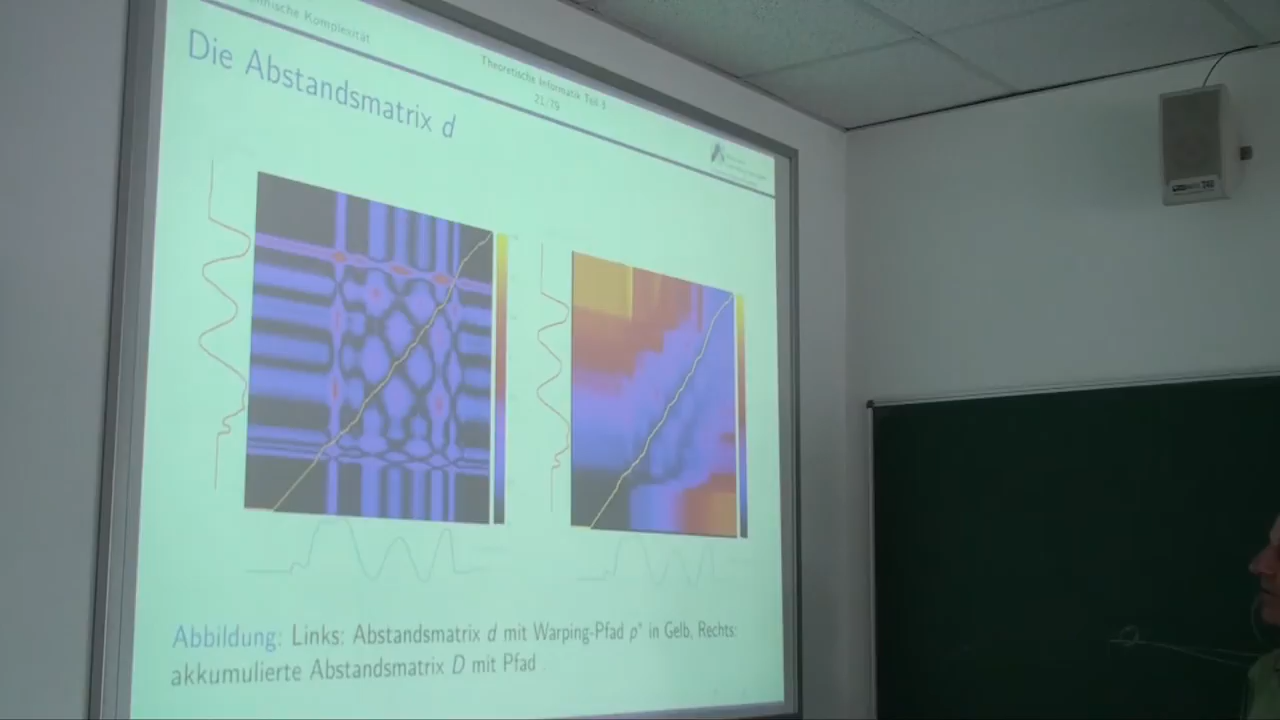 Komplexität
Theoretische Informatik Teil 3
21/79
Die Abstandsmatrix d
Abbildung: Links: Abstandsmatrix d mit Warping-Pfad p* in Gelb, Rechts:
akkumulierte Abstandsmatrix D mit Pfad